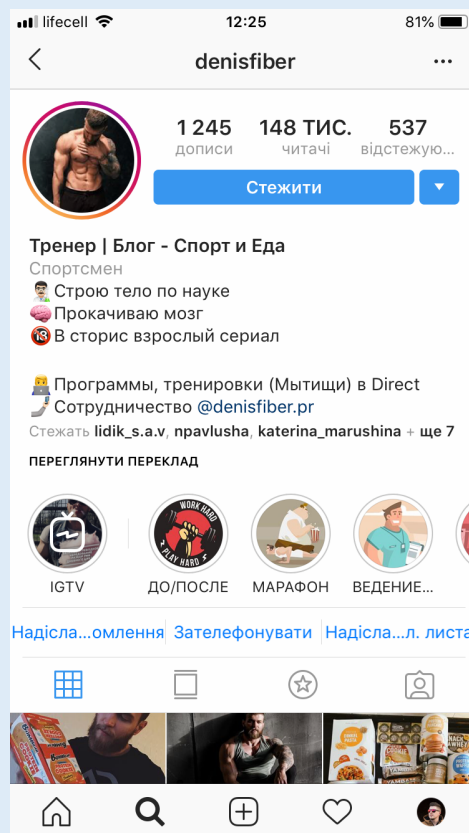 lifecell 12:25 81%
denisfiber
1 245 148 ТИС. 537
дописи читачі відстежую...
Стежити
Тренер | Блог - Спорт и Еда
Спортсмен
Строю тело по науке
Прокачиваю мозг
18 В сторис взрослый сериал
Программы, тренировки (Мытищи) в Direct
Сотрудничество @denisfiber.pr
Стежать lidik_s.a.v, npavlusha, katerina_marushina + ще 7
ПЕРЕГЛЯНУТИ ПЕРЕКЛАД
WORK HARD
PLAY HARD
IGTV ДО/ПОСЛЕ МАРАФОН ВЕДЕНИЕ...
Надісла...омлення Зателефонувати Надісла...л. листа